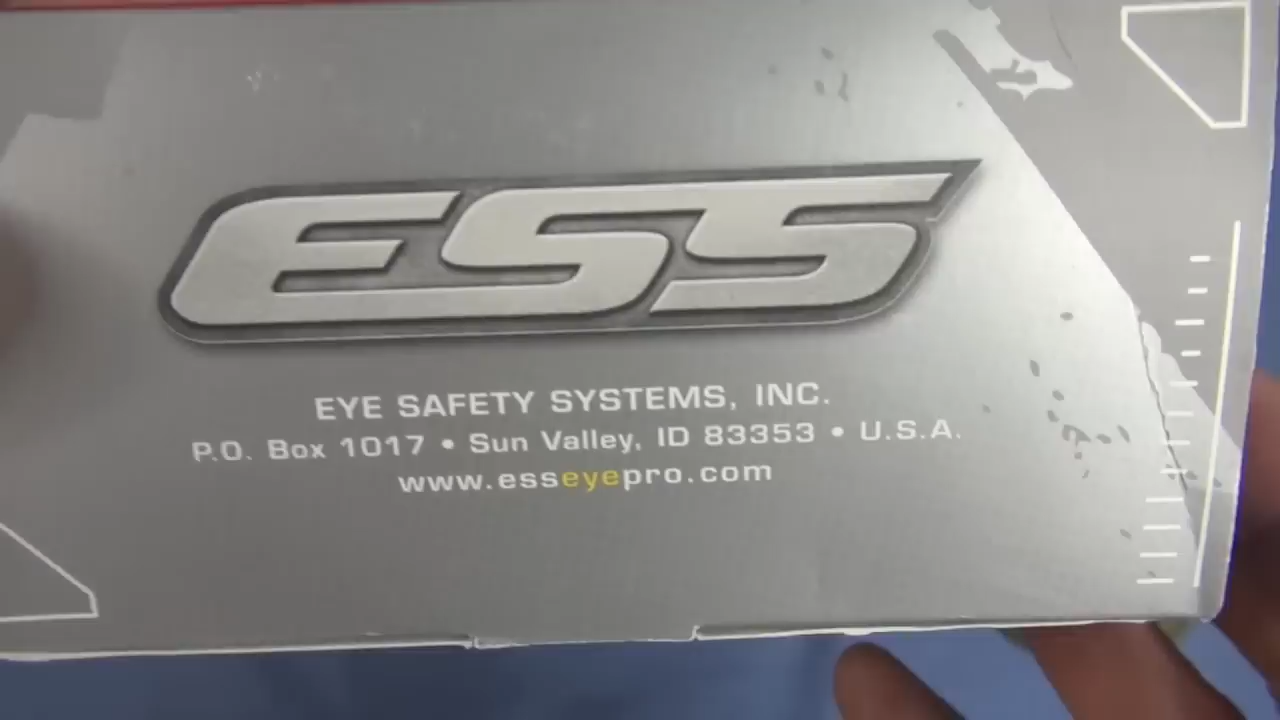 ESS
EYE SAFETY SYSTEMS, INC.
P.O. Box 1017 • Sun Valley, ID 83353 • U.S.A.
www.esseyepro.com